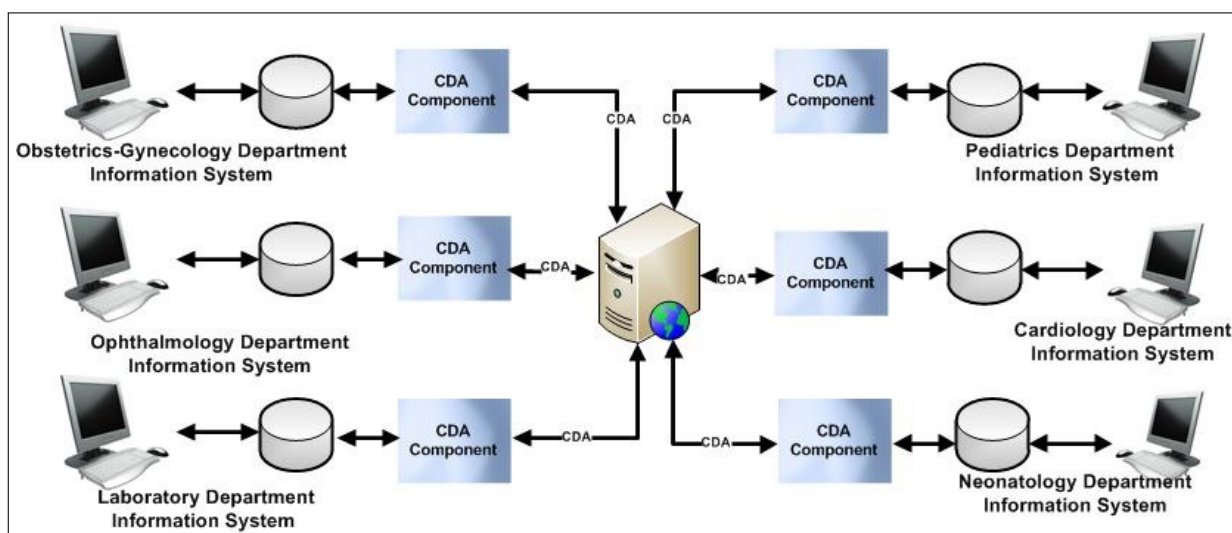 CDA
Component
CDA
Obstetrics-Gynecology Department
Information System
CDA
Component
CDA
Pediatrics Department
Information System
CDA
Component
CDA
Ophthalmology Department
Information System
CDA
Component
CDA
Cardiology Department
Information System
CDA
Component
CDA
Laboratory Department
Information System
CDA
Component
CDA
Neonatology Department
Information System